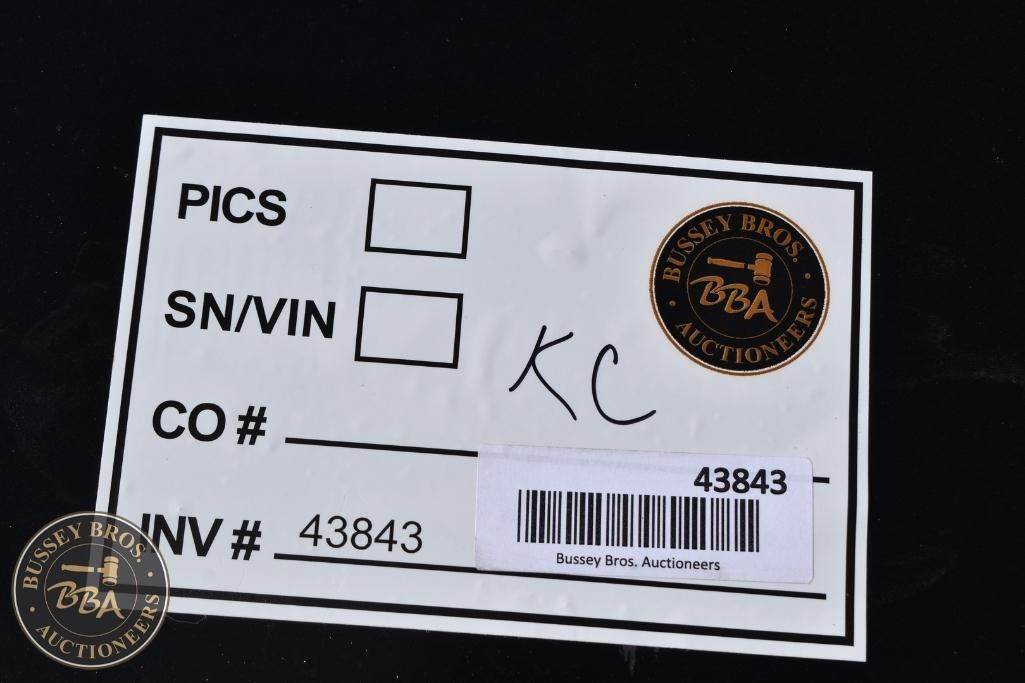 PICS
BUSSEY BROS.
BBA
AUCTIONEERS
SN/VIN
KC
CO #
43843
Bussey Bros. Auctioneers
INV # 43843
BUSSEY BROS.
BBA
AUCTIONEERS